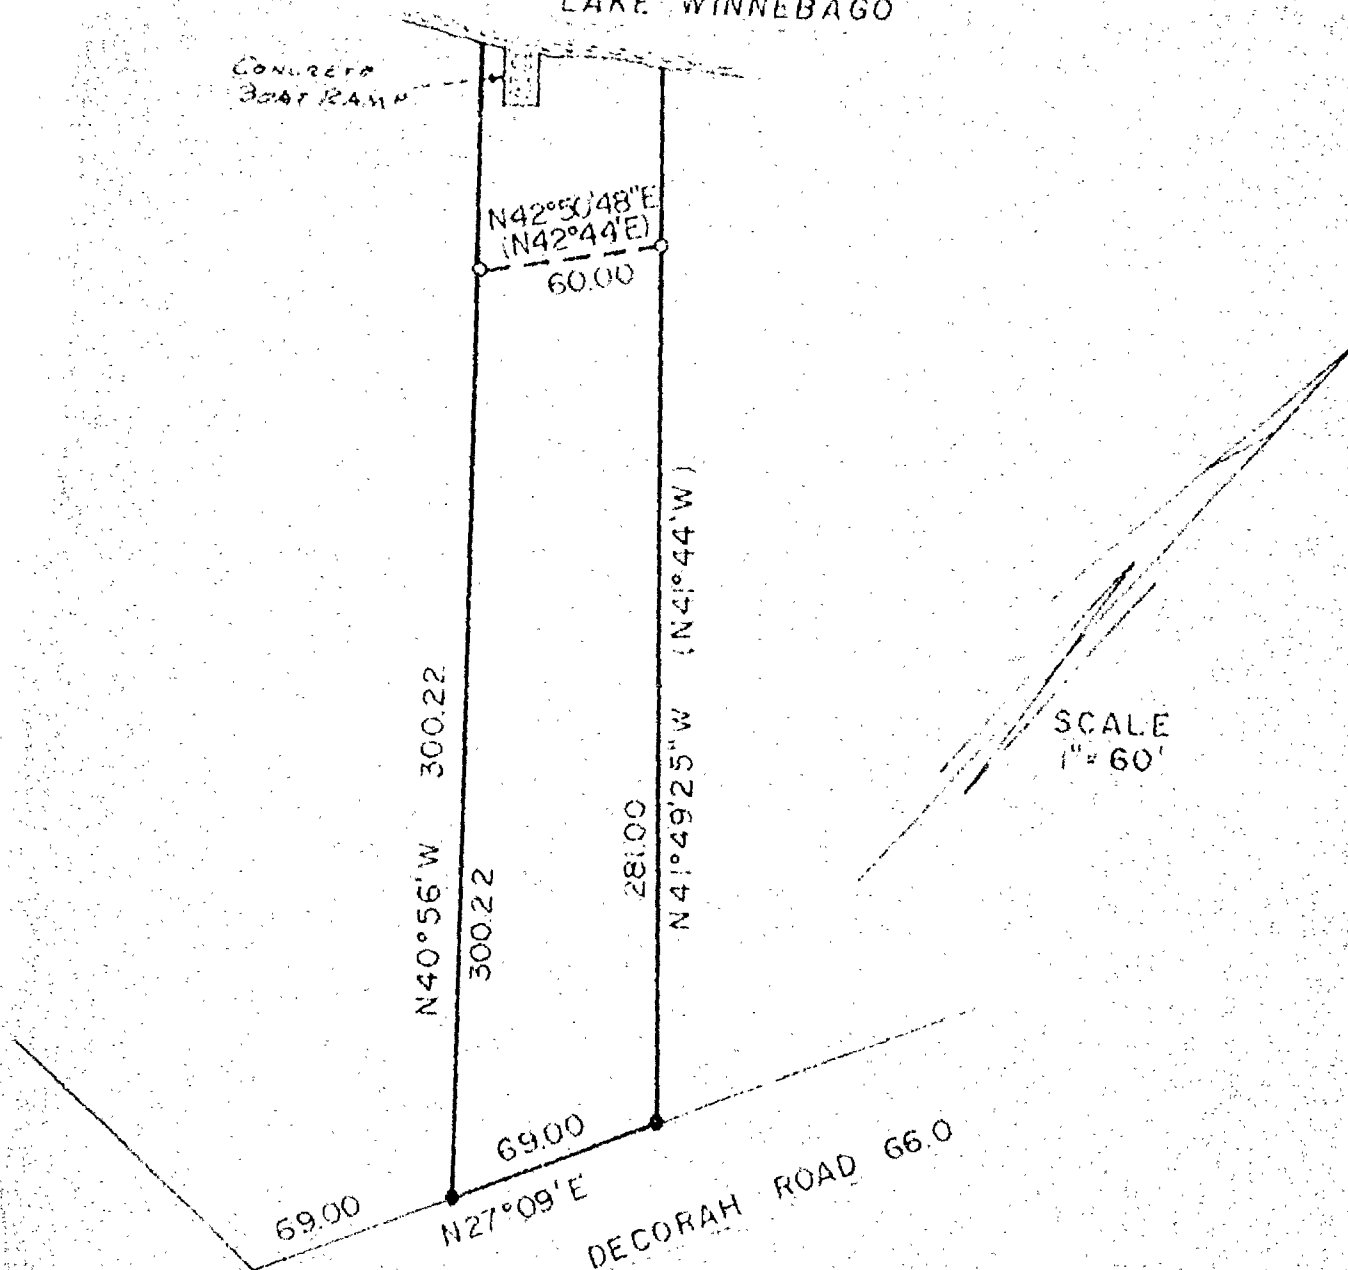 LAKE WINNEBAGO
CONCRETE
BOAT RAMP
N42°50'48"E
(N42°44'E)
60.00
N40°56'W 300.22
300.22
281.00
N41°49'25"W (N41°44'W)
SCALE
1"=60'
69.00
69.00
N27°09'E
DECORAH ROAD 66.0